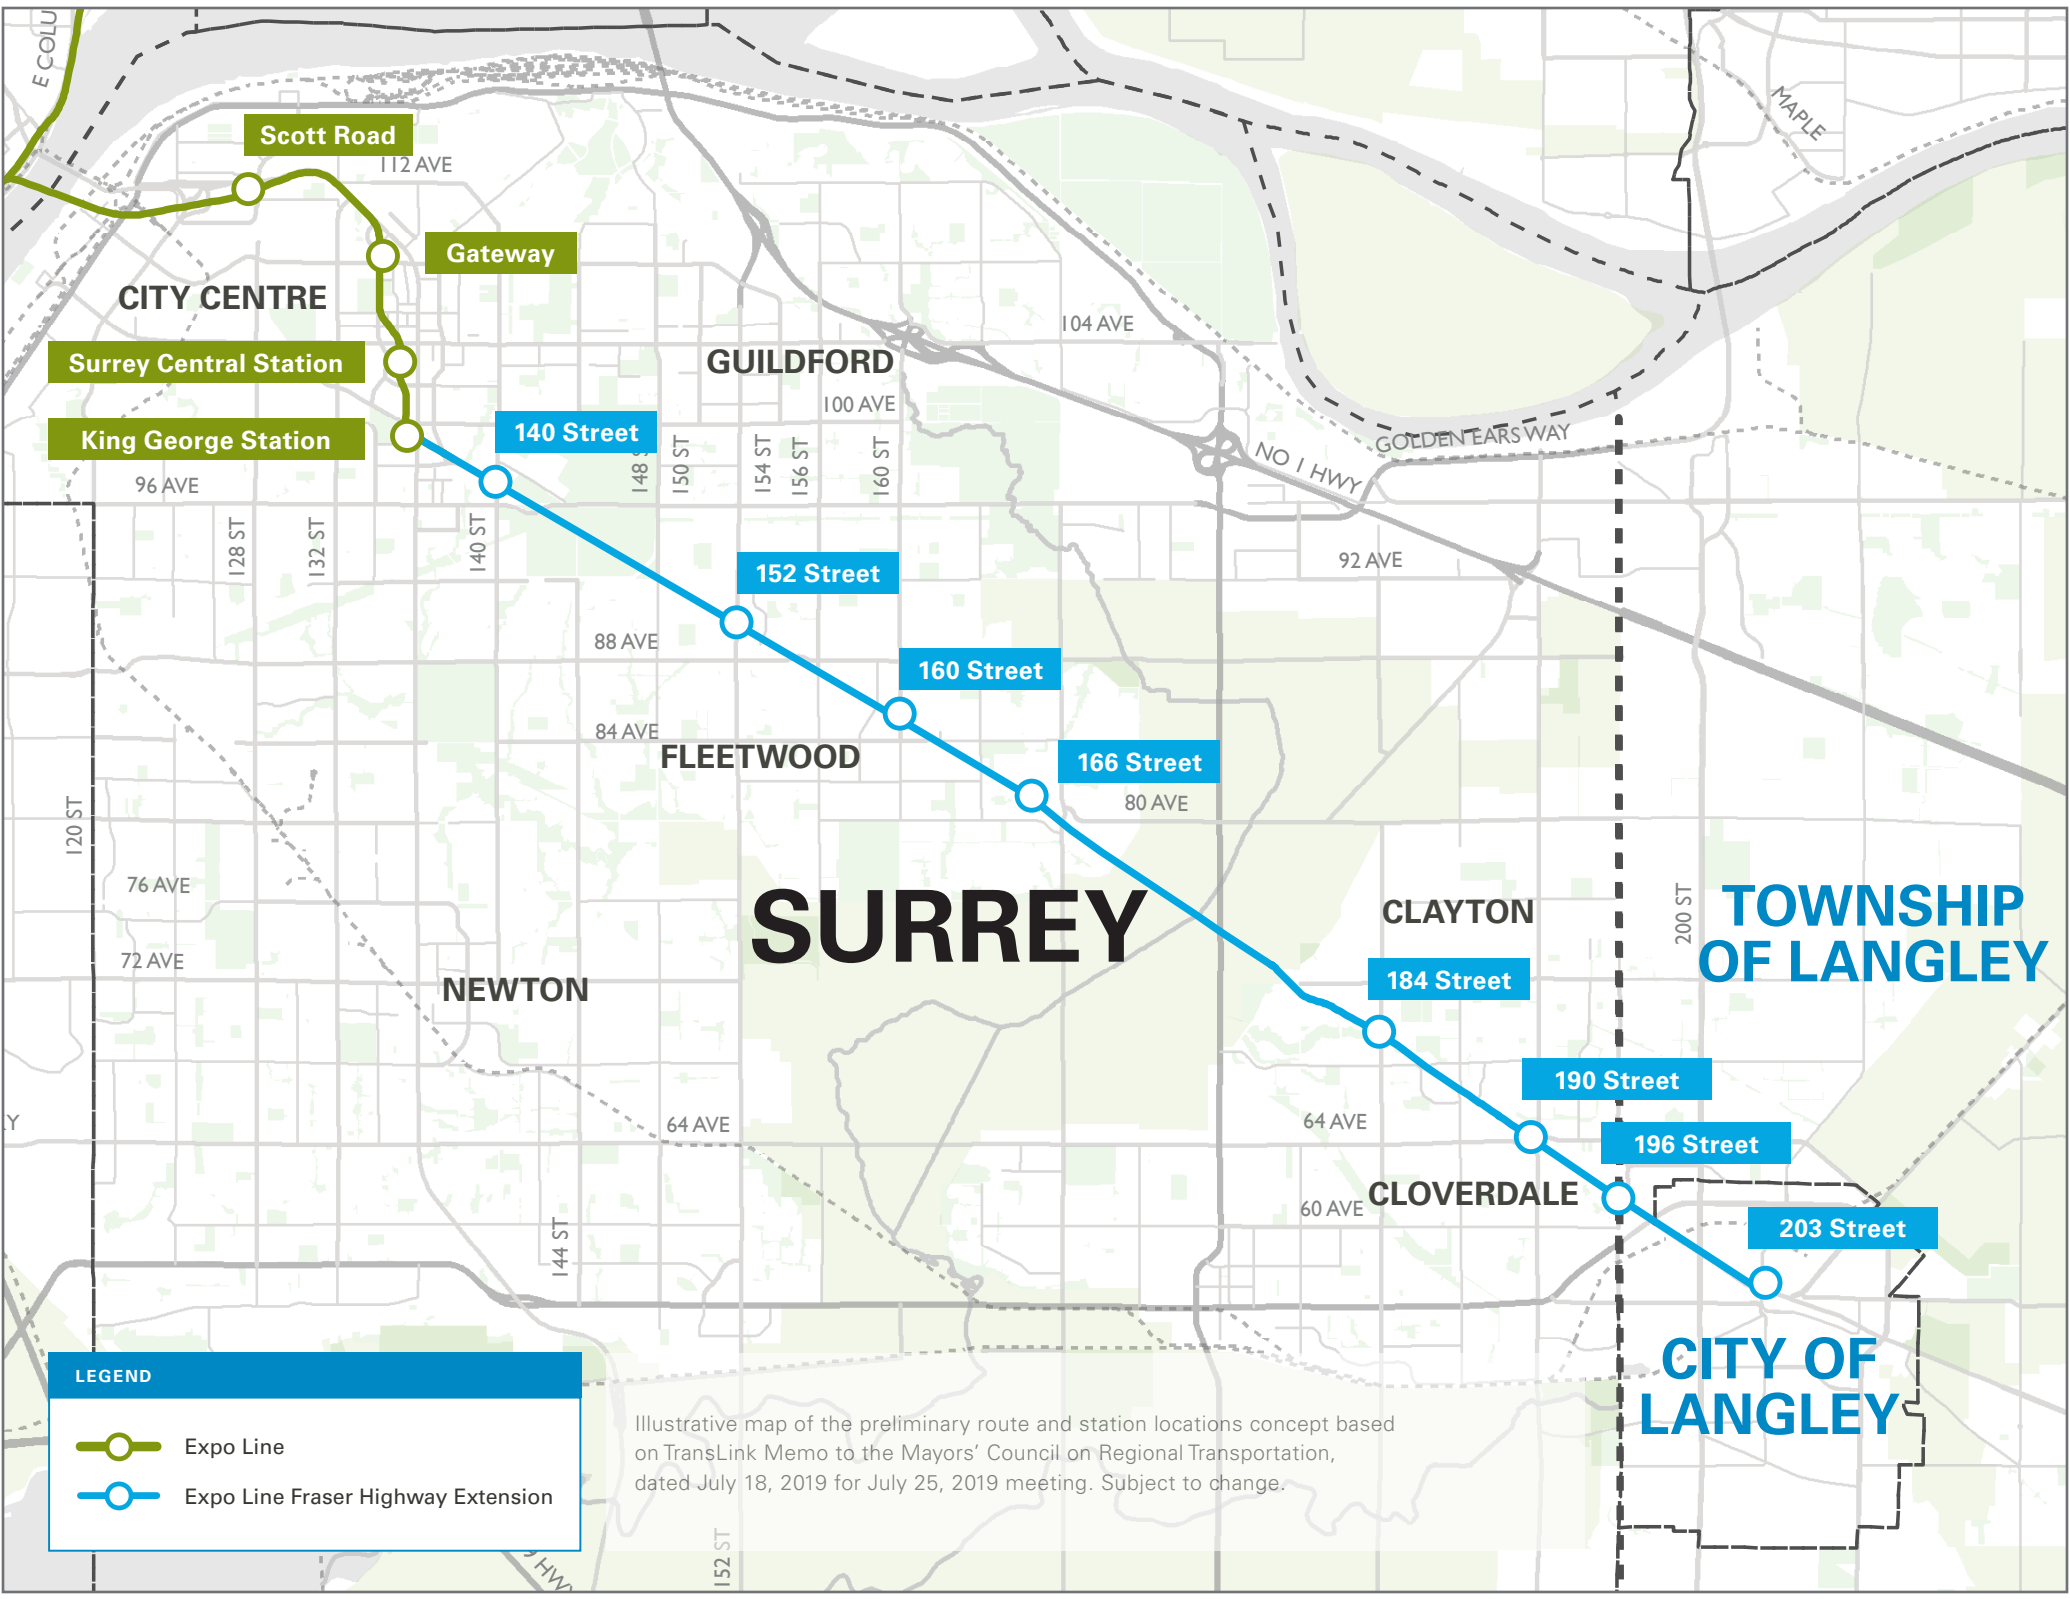 E COLU
MAPLE
Scott Road
112 AVE
Gateway
CITY CENTRE
104 AVE
Surrey Central Station
GUILDFORD
100 AVE
King George Station
140 Street
GOLDEN EARS WAY
NO 1 HWY
148 S
150 ST
154 ST
156 ST
160 ST
96 AVE
128 ST
132 ST
140 ST
92 AVE
152 Street
88 AVE
160 Street
84 AVE
FLEETWOOD
166 Street
80 AVE
120 ST
76 AVE
SURREY
CLAYTON
200 ST
TOWNSHIP
OF LANGLEY
72 AVE
NEWTON
184 Street
190 Street
LY
64 AVE
64 AVE
196 Street
CLOVERDALE
60 AVE
203 Street
144 ST
CITY OF
LANGLEY
LEGEND
Expo Line
Expo Line Fraser Highway Extension
Illustrative map of the preliminary route and station locations concept based
on TransLink Memo to the Mayors' Council on Regional Transportation,
dated July 18, 2019 for July 25, 2019 meeting. Subject to change.
152 ST
9 HWY